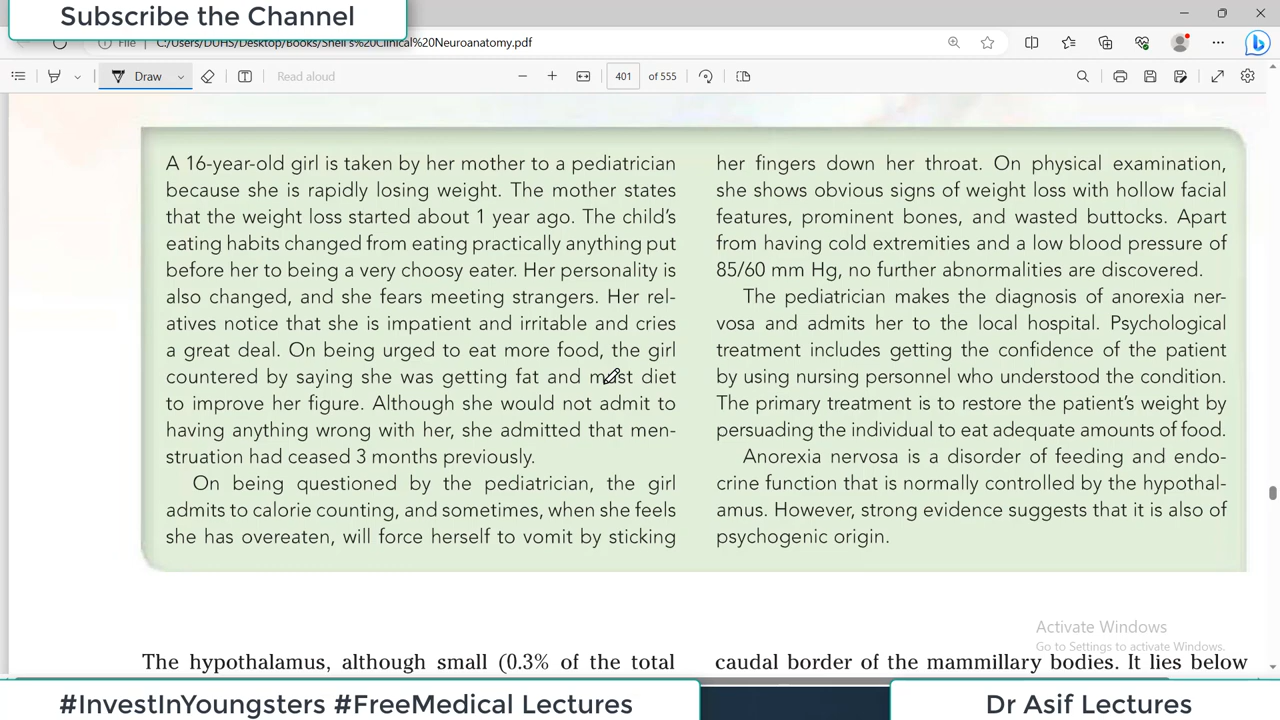 Subscribe the Channel
File
C:/Users/DUHS/Desktop/Books/Snell's%20Clinical%20Neuroanatomy.pdf
Draw
Read aloud
401
of 555
A 16-year-old girl is taken by her mother to a pediatrician
because she is rapidly losing weight. The mother states
that the weight loss started about 1 year ago. The child's
eating habits changed from eating practically anything put
before her to being a very choosy eater. Her personality is
also changed, and she fears meeting strangers. Her rel-
atives notice that she is impatient and irritable and cries
a great deal. On being urged to eat more food, the girl
countered by saying she was getting fat and must diet
to improve her figure. Although she would not admit to
having anything wrong with her, she admitted that men-
struation had ceased 3 months previously.
On being questioned by the pediatrician, the girl
admits to calorie counting, and sometimes, when she feels
she has overeaten, will force herself to vomit by sticking
her fingers down her throat. On physical examination,
she shows obvious signs of weight loss with hollow facial
features, prominent bones, and wasted buttocks. Apart
from having cold extremities and a low blood pressure of
85/60 mm Hg, no further abnormalities are discovered.
The pediatrician makes the diagnosis of anorexia ner-
vosa and admits her to the local hospital. Psychological
treatment includes getting the confidence of the patient
by using nursing personnel who understood the condition.
The primary treatment is to restore the patient's weight by
persuading the individual to eat adequate amounts of food.
Anorexia nervosa is a disorder of feeding and endo-
crine function that is normally controlled by the hypothal-
amus. However, strong evidence suggests that it is also of
psychogenic origin.
Activate Windows
Go to Settings to activate Windows.
The hypothalamus, although small (0.3% of the total
caudal border of the mammillary bodies. It lies below
#InvestInYoungsters #FreeMedical Lectures
Dr Asif Lectures